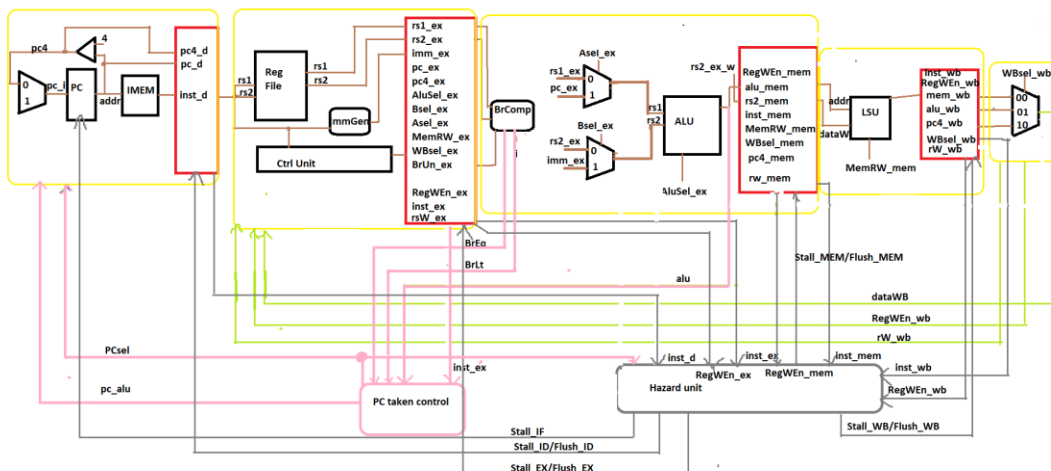 pc4
4
0
1
pc_i
PC
addr
IMEM
inst_d
pc4_d
pc_d
rs1
rs2
Reg
File
rs1
rs2
mmGen
Ctrl Unit
rs1_ex
rs2_ex
imm_ex
pc_ex
pc4_ex
AluSel_ex
Bsel_ex
Asel_ex
MemRW_ex
WBsel_ex
BrUn_ex
RegWEn_ex
inst_ex
rsW_ex
BrComp
i
Asel_ex
rs1_ex
pc_ex
0
1
Bsel_ex
rs2_ex
imm_ex
0
1
rs1
rs2
ALU
AluSel_ex
rs2_ex_w
RegWEn_mem
alu_mem
rs2_mem
inst_mem
MemRW_mem
WBsel_mem
pc4_mem
rw_mem
addr
dataW
LSU
MemRW_mem
inst_wb
RegWEn_wb
mem_wb
alu_wb
pc4_wb
WBsel_wb
rW_wb
WBsel_wb
00
01
10
BrEq
BrLt
alu
Stall_MEM/Flush_MEM
dataWB
RegWEn_wb
rW_wb
PCsel
pc_alu
inst_ex
PC taken control
inst_d
inst_ex
inst_mem
RegWEn_ex
RegWEn_mem
Hazard unit
inst_wb
RegWEn_wb
Stall_IF
Stall_ID/Flush_ID
Stall_EX/Flush_EX
Stall_WB/Flush_WB